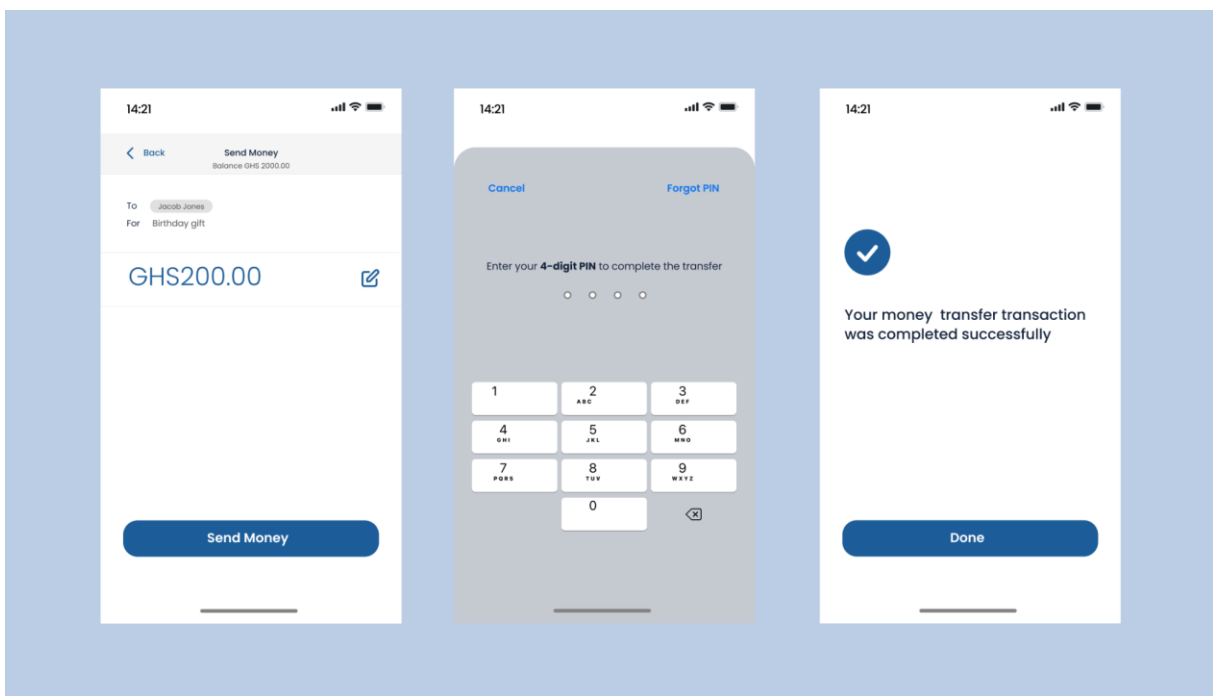 14:21
Back
Send Money
Balance GHS 2000.00
To Jacob Jones
For Birthday gift
GHS200.00
Send Money
14:21
Cancel
Forgot PIN
Enter your 4-digit PIN to complete the transfer
1
2
ABC
3
DEF
4
GHI
5
JKL
6
MNO
7
PQRS
8
TUV
9
WXYZ
0
14:21
Your money transfer transaction
was completed successfully
Done